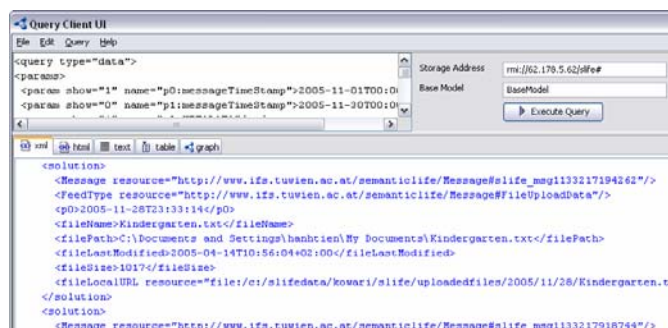 Query Client UI
File Edit Query Help
<query type="data">
<params>
<param show="1" name="p0:messageTimeStamp">2005-11-01T00:0
<param show="0" name="p1:messageTimeStamp">2005-11-30T00:0
Storage Address rmi://62.178.5.62/slife#
Base Model BaseModel
Execute Query
xml html text table graph
<solution>
<Message resource="http://www.ifs.tuwien.ac.at/semanticlife/Message#slife_msg1133217194262"/>
<FeedType resource="http://www.ifs.tuwien.ac.at/semanticlife/Message#FileUploadData"/>
<p0>2005-11-28T23:33:14</p0>
<fileName>Kindergarten.txt</fileName>
<filePath>C:\Documents and Settings\hanhtien\My Documents\Kindergarten.txt</filePath>
<fileLastModified>2005-04-14T10:56:04+02:00</fileLastModified>
<fileSize>1017</fileSize>
<fileLocalURL resource="file:/c:/slifedata/kowari/slife/uploadedfiles/2005/11/28/Kindergarten.t
</solution>
<solution>
<Message resource="http://www.ifs.tuwien.ac.at/semanticlife/Message#slife_msg1133217918744"/>